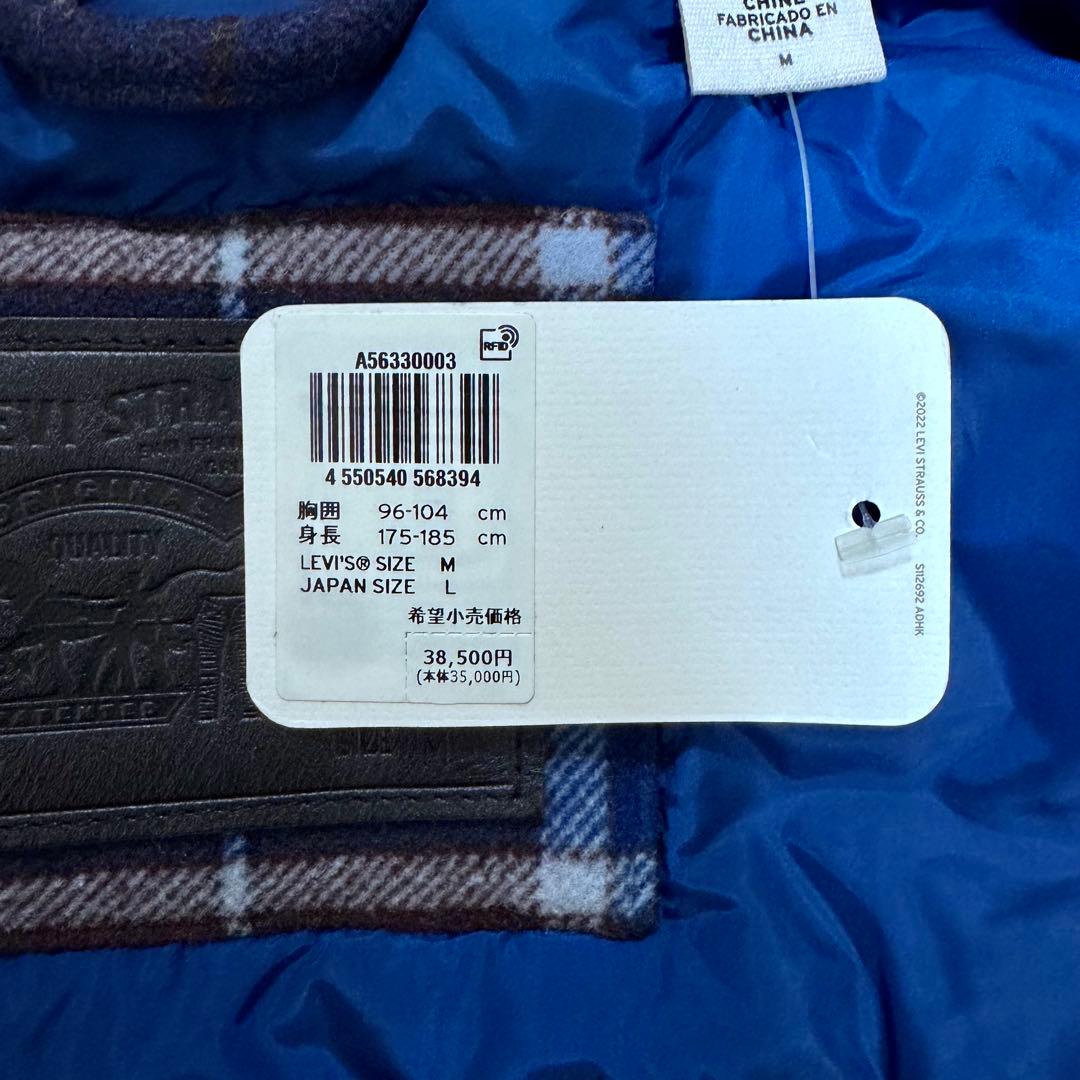 CHINE
FABRICADO EN
CHINA
M
RFID
A56330003
4 550540 568394
胸囲 96-104 cm
身長 175-185 cm
LEVI'S® SIZE M
JAPAN SIZE L
希望小売価格
38,500円
(本体35,000円)
©2022 LEVI STRAUSS & CO. S112692 ADHK
QUALITY
SIZE M